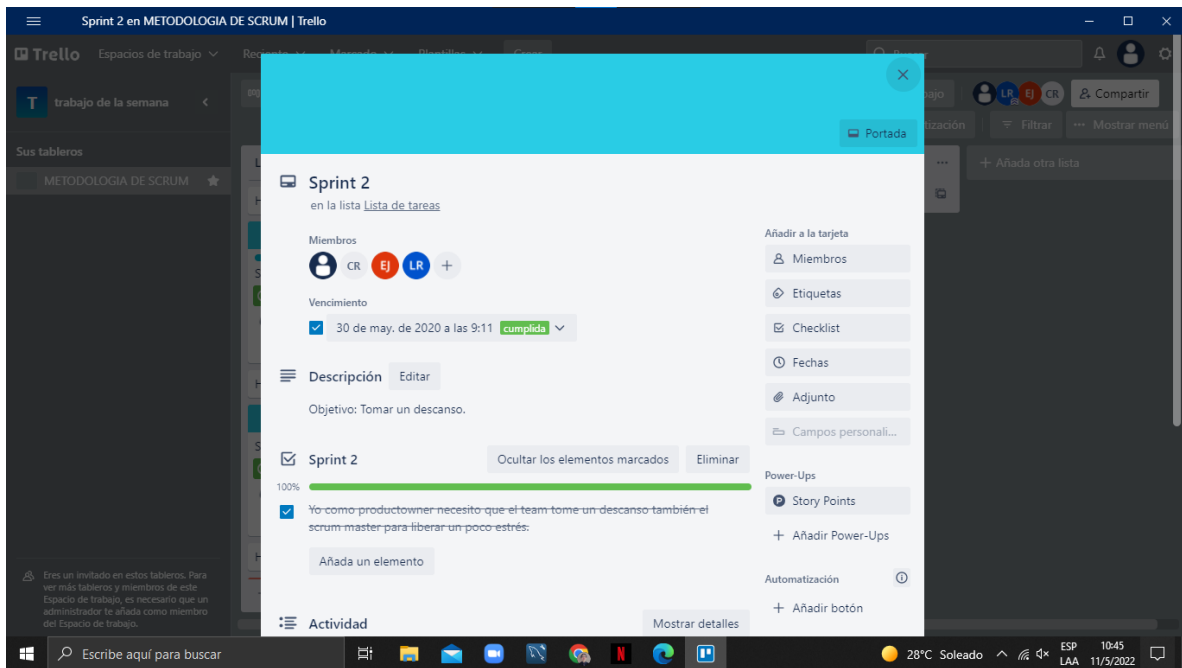 Sprint 2 en METODOLOGIA DE SCRUM | Trello
Trello Espacios de trabajo
T trabajo de la semana
LR EJ CR Compartir
Portada
Filtrar Mostrar menú
Sus tableros
METODOLOGIA DE SCRUM
+ Añada otra lista
Sprint 2
en la lista Lista de tareas
Miembros
CR EJ LR +
Vencimiento
30 de may. de 2020 a las 9:11 cumplida
Descripción Editar
Objetivo: Tomar un descanso.
Sprint 2 Ocultar los elementos marcados Eliminar
100%
Yo como productowner necesito que el team tome un descanso también el
scrum master para liberar un poco estrés.
Añada un elemento
Actividad Mostrar detalles
Añadir a la tarjeta
Miembros
Etiquetas
Checklist
Fechas
Adjunto
Campos personali...
Power-Ups
Story Points
+ Añadir Power-Ups
Automatización
+ Añadir botón
Eres un invitado en estos tableros. Para
ver más tableros y miembros de este
Espacio de trabajo, es necesario que un
administrador te añada como miembro
del Espacio de trabajo.
Escribe aquí para buscar
28°C Soleado
ESP
LAA
10:45
11/5/2022